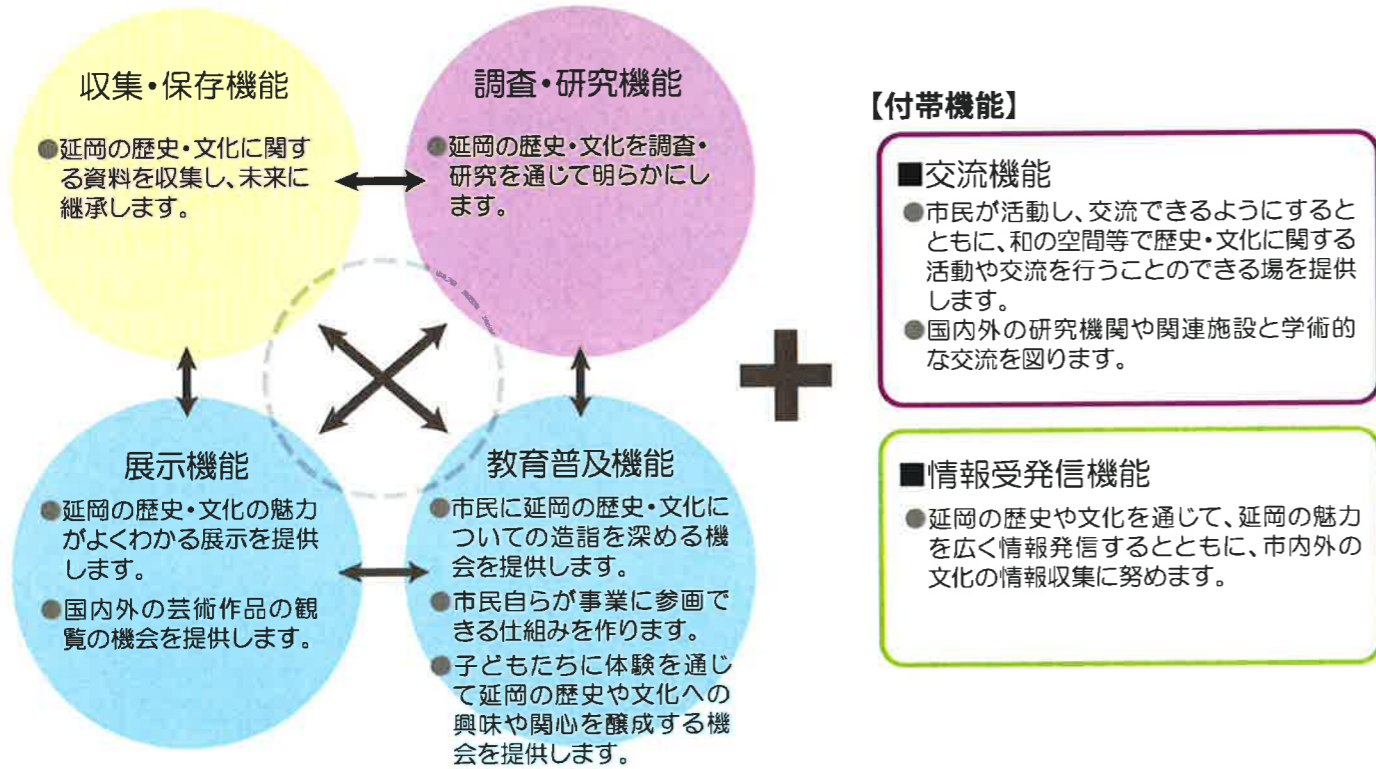 収集・保存機能
●延岡の歴史・文化に関す
る資料を収集し、未来に
継承します。
調査・研究機能
●延岡の歴史・文化を調査・
研究を通じて明らかにし
ます。
展示機能
●延岡の歴史・文化の魅力
がよくわかる展示を提供
します。
●国内外の芸術作品の観
覧の機会を提供します。
教育普及機能
●市民に延岡の歴史・文化に
ついての造詣を深める機
会を提供します。
●市民自らが事業に参画で
きる仕組みを作ります。
●子どもたちに体験を通じ
て延岡の歴史や文化への
興味や関心を醸成する機
会を提供します。
【付帯機能】
■交流機能
●市民が活動し、交流できるようにすると
ともに、和の空間等で歴史・文化に関する
活動や交流を行うことのできる場を提供
します。
●国内外の研究機関や関連施設と学術的
な交流を図ります。
■情報受発信機能
●延岡の歴史や文化を通じて、延岡の魅力
を広く情報発信するとともに、市内外の
文化の情報収集に努めます。